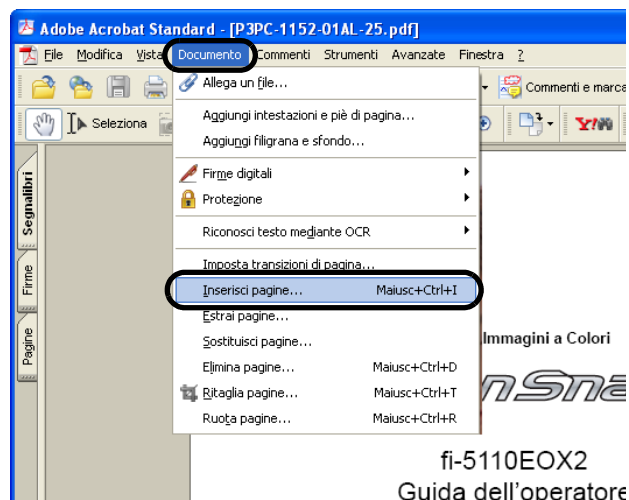 Adobe Acrobat Standard - [P3PC-1152-01AL-25.pdf]
File Modifica Vista Documento Commenti Strumenti Avanzate Finestra ?
Allega un file...
Commenti e marca
Seleziona
Aggiungi intestazioni e piè di pagina...
Y!
Aggiungi filigrana e sfondo...
Segnalibri
Firme digitali
Protezione
Riconosci testo mediante OCR
Firme
Imposta transizioni di pagina...
Inserisci pagine... Maiusc+Ctrl+I
Estrai pagine...
Pagine
Sostituisci pagine...
Immagini a Colori
Elimina pagine... Maiusc+Ctrl+D
Ritaglia pagine... Maiusc+Ctrl+T
Ruota pagine... Maiusc+Ctrl+R
fi-5110EOX2
Guida dell'operatore